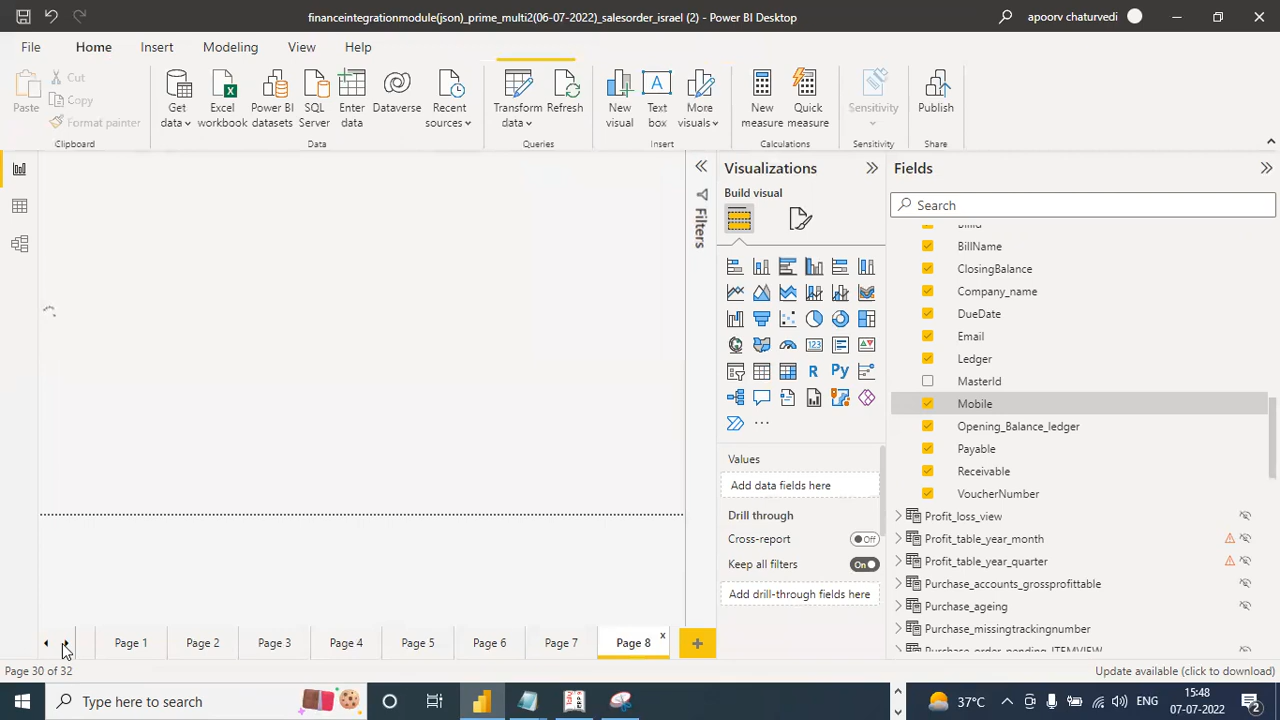 financeintegrationmodule(json)_prime_multi2(06-07-2022)_salesorder_israel (2) - Power BI Desktop
apoorv chaturvedi
File
Home
Insert
Modeling
View
Help
Paste
Cut
Copy
Format painter
Clipboard
Get data
Excel workbook
Power BI datasets
SQL Server
Enter data
Dataverse
Recent sources
Data
Transform data
Refresh
Queries
New visual
Text box
More visuals
Insert
New measure
Quick measure
Calculations
Sensitivity
Sensitivity
Publish
Share
Filters
Visualizations
Build visual
Values
Add data fields here
Drill through
Cross-report
Off
Keep all filters
On
Add drill-through fields here
Fields
Search
BillName
ClosingBalance
Company_name
DueDate
Email
Ledger
MasterId
Mobile
Opening_Balance_ledger
Payable
Receivable
VoucherNumber
Profit_loss_view
Profit_table_year_month
Profit_table_year_quarter
Purchase_accounts_grossprofittable
Purchase_ageing
Purchase_missingtrackingnumber
Purchase_order_pending_ITEMVIEW
Page 1
Page 2
Page 3
Page 4
Page 5
Page 6
Page 7
Page 8
x
Page 30 of 32
Update available (click to download)
Type here to search
37°C
ENG
15:48
07-07-2022
2